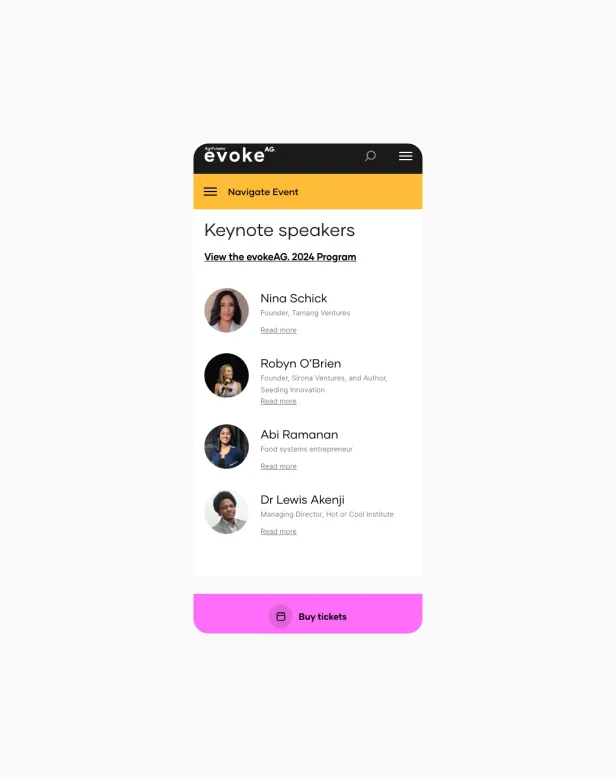 AgriFutures
evoke AG.
Navigate Event
Keynote speakers
View the evokeAG. 2024 Program
Nina Schick
Founder, Tamang Ventures
Read more
Robyn O’Brien
Founder, Sirona Ventures, and Author,
Seeding Innovation
Read more
Abi Ramanan
Food systems entrepreneur
Read more
Dr Lewis Akenji
Managing Director, Hot or Cool Institute
Read more
Buy tickets